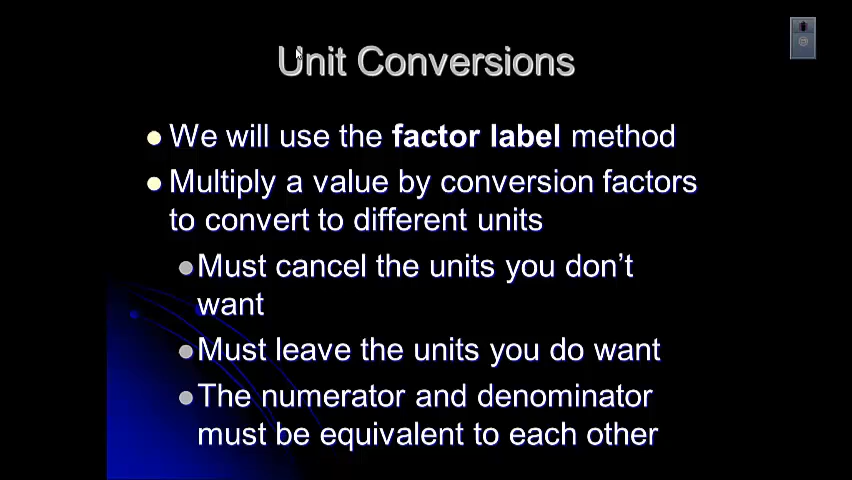 Unit Conversions
We will use the factor label method
Multiply a value by conversion factors
to convert to different units
Must cancel the units you don’t
want
Must leave the units you do want
The numerator and denominator
must be equivalent to each other